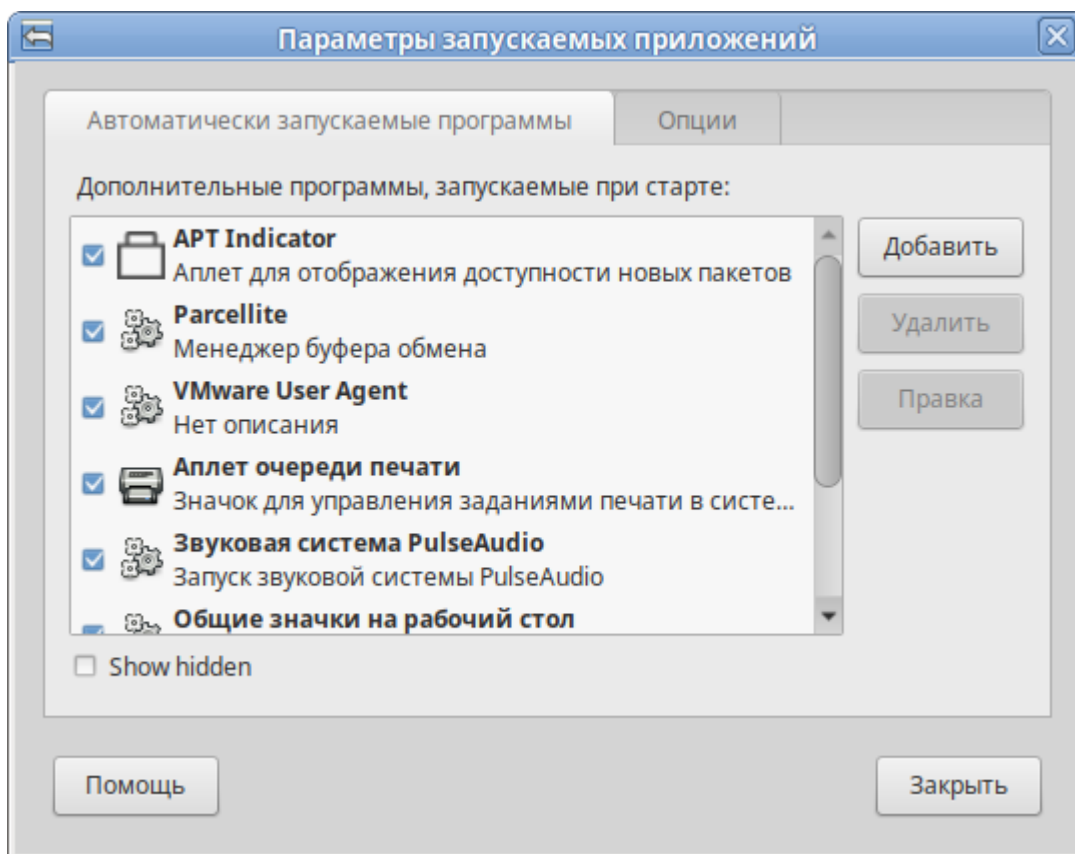 Параметры запускаемых приложений
Автоматически запускаемые программы
Опции
Дополнительные программы, запускаемые при старте:
APT Indicator
Аплет для отображения доступности новых пакетов
Parcellite
Менеджер буфера обмена
VMware User Agent
Нет описания
Аплет очереди печати
Значок для управления заданиями печати в систе...
Звуковая система PulseAudio
Запуск звуковой системы PulseAudio
Общие значки на рабочий стол
Добавить
Удалить
Правка
Show hidden
Помощь
Закрыть